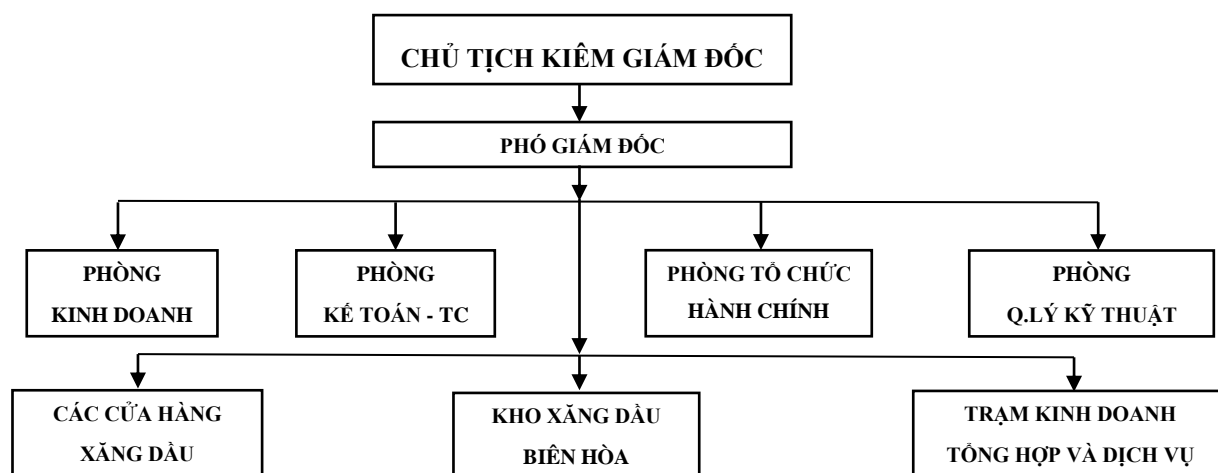 CHỦ TỊCH KIÊM GIÁM ĐỐC
PHÓ GIÁM ĐỐC
PHÒNG
KINH DOANH
PHÒNG
KẾ TOÁN - TC
PHÒNG TỔ CHỨC
HÀNH CHÍNH
PHÒNG
Q.LÝ KỸ THUẬT
CÁC CỬA HÀNG
XĂNG DẦU
KHO XĂNG DẦU
BIÊN HÒA
TRẠM KINH DOANH
TỔNG HỢP VÀ DỊCH VỤ